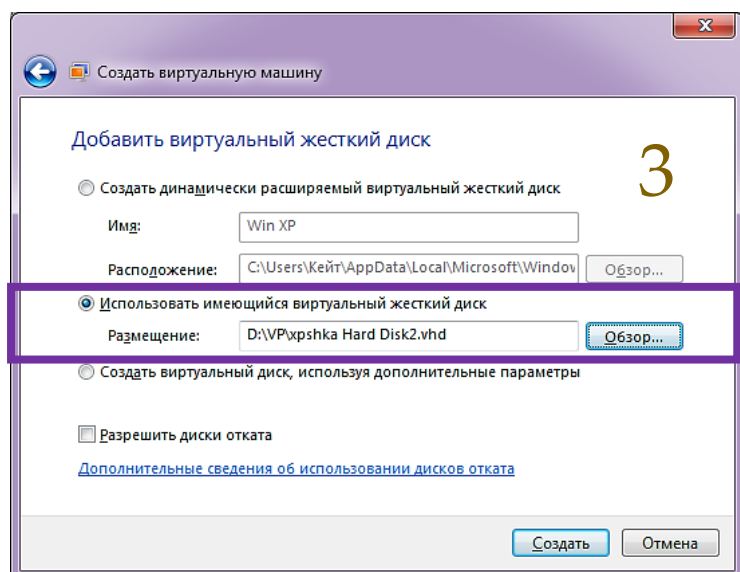 x
Создать виртуальную машину
Добавить виртуальный жесткий диск
3
Создать динамически расширяемый виртуальный жесткий диск
Имя: Win XP
Расположение: C:\Users\Кейт\AppData\Local\Microsoft\Window Обзор...
Использовать имеющийся виртуальный жесткий диск
Размещение: D:\VP\xpshka Hard Disk2.vhd Обзор...
Создать виртуальный диск, используя дополнительные параметры
Разрешить диски отката
Дополнительные сведения об использовании дисков отката
Создать Отмена